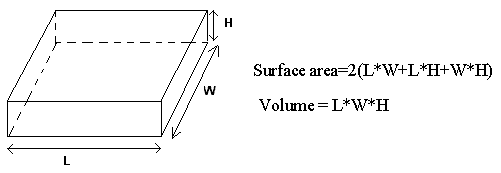 H
Surface area=2(L*W+L*H+W*H)
W
Volume = L*W*H
L